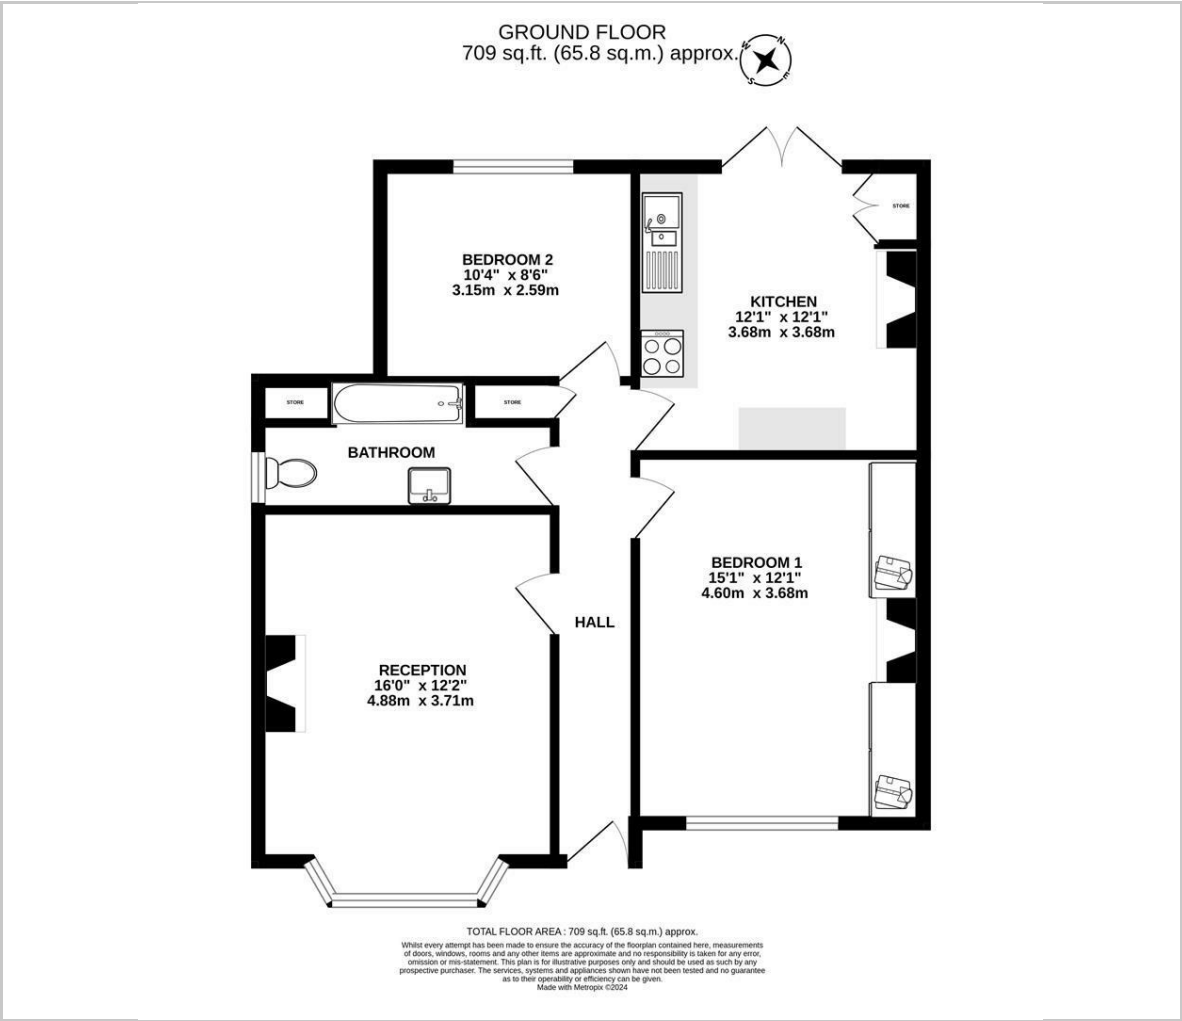 GROUND FLOOR
709 sq.ft. (65.8 sq.m.) approx.
N
W
E
S
BEDROOM 2
10'4" x 8'6"
3.15m x 2.59m
STORE
KITCHEN
12'1" x 12'1"
3.68m x 3.68m
STORE
STORE
BATHROOM
BEDROOM 1
15'1" x 12'1"
4.60m x 3.68m
HALL
RECEPTION
16'0" x 12'2"
4.88m x 3.71m
TOTAL FLOOR AREA : 709 sq.ft. (65.8 sq.m.) approx.
Whilst every attempt has been made to ensure the accuracy of the floorplan contained here, measurements
of doors, windows, rooms and any other items are approximate and no responsibility is taken for any error,
omission or mis-statement. This plan is for illustrative purposes only and should be used as such by any
prospective purchaser. The services, systems and appliances shown have not been tested and no guarantee
as to their operability or efficiency can be given.
Made with Metropix ©2024